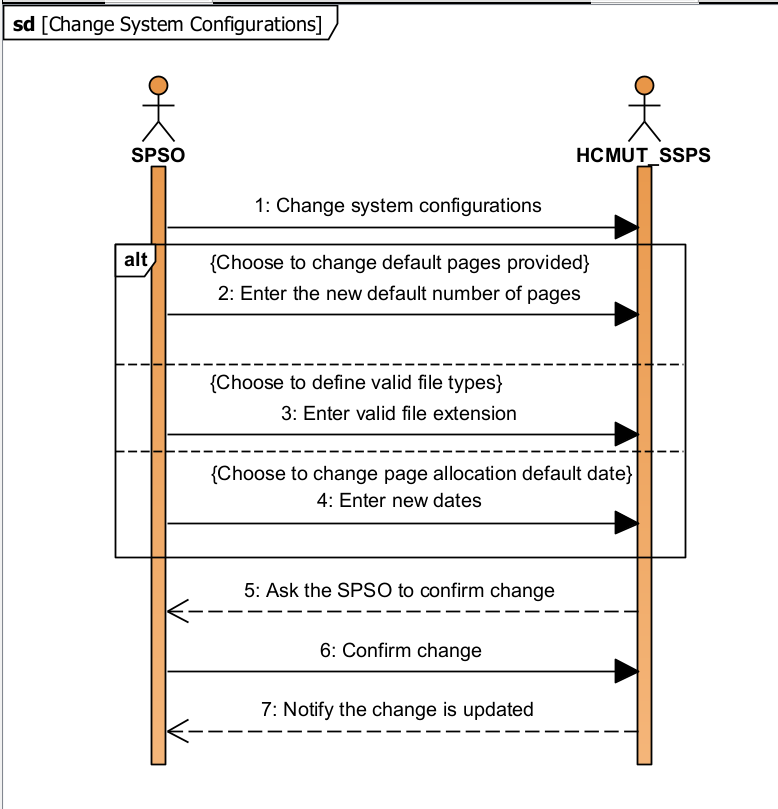 sd [Change System Configurations]
SPSO
HCMUT_SSPS
1: Change system configurations
alt
{Choose to change default pages provided}
2: Enter the new default number of pages
{Choose to define valid file types}
3: Enter valid file extension
{Choose to change page allocation default date}
4: Enter new dates
5: Ask the SPSO to confirm change
6: Confirm change
7: Notify the change is updated